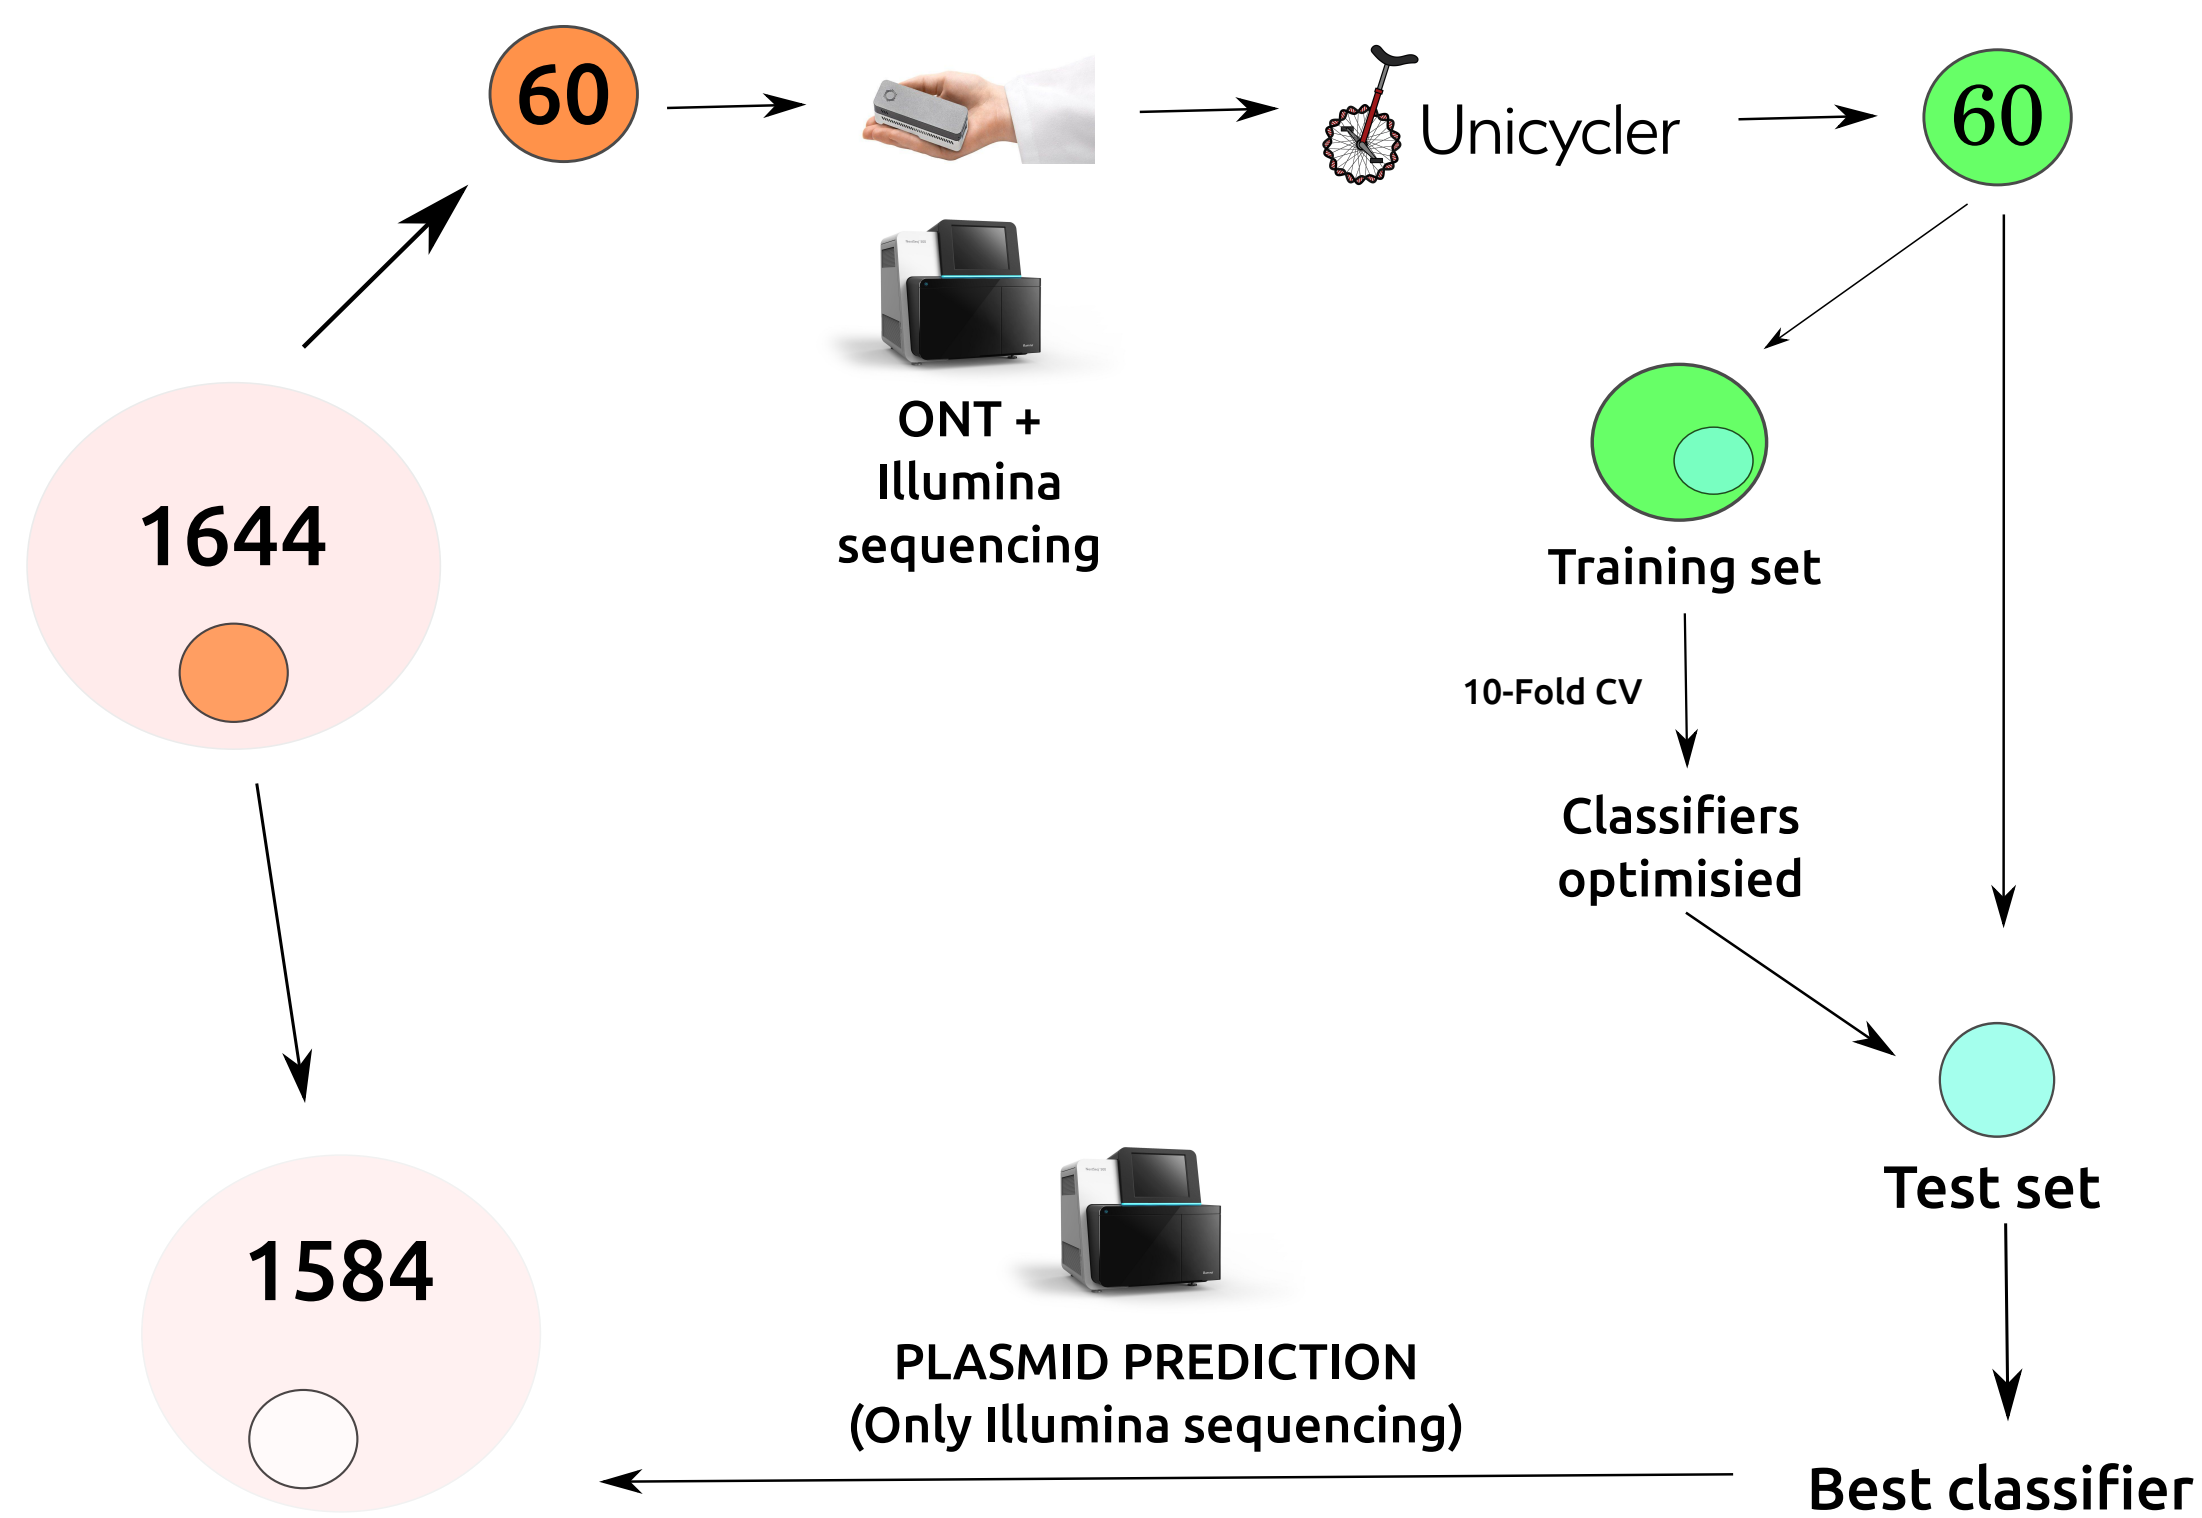 60
Unicycler
60
ONT +
Illumina
sequencing
1644
Training set
10-Fold CV
Classifiers
optimisied
Test set
1584
PLASMID PREDICTION
(Only Illumina sequencing)
Best classifier